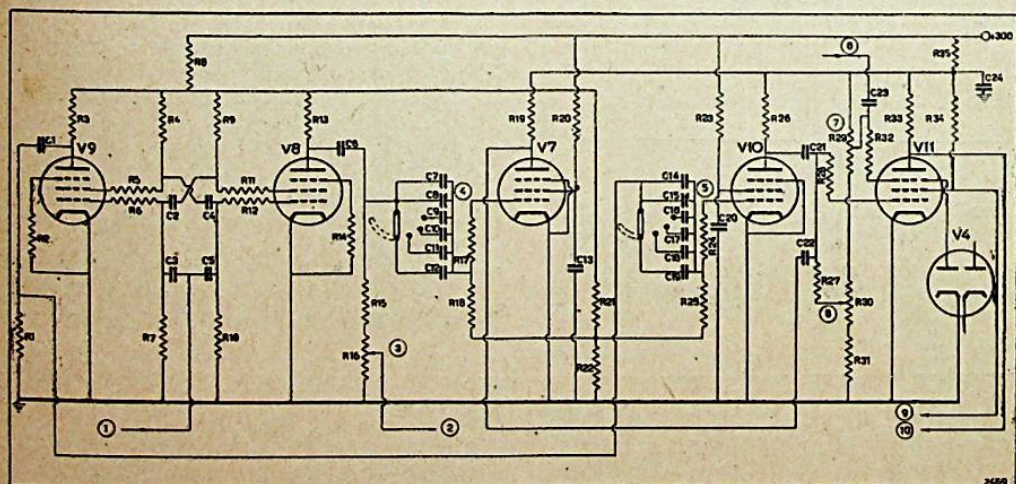 +300
R8
R35
6
C24
C23
R3
R4
R9
R13
R19
R20
R23
R26
7
R29
R32
R33
R34
C1
V9
V8
C6
V7
V10
C21
V11
R5
R11
C7
C14
R28
R6
C2
C4
R12
C8
4
C15
5
C9
C16
C20
R2
R14
C10
C17
R24
V4
C3
C5
C11
R17
C13
C18
C22
C12
C19
R27
R15
R18
R21
R25
R30
8
R1
R7
R10
R16
3
R22
R31
9
1
2
10
2469